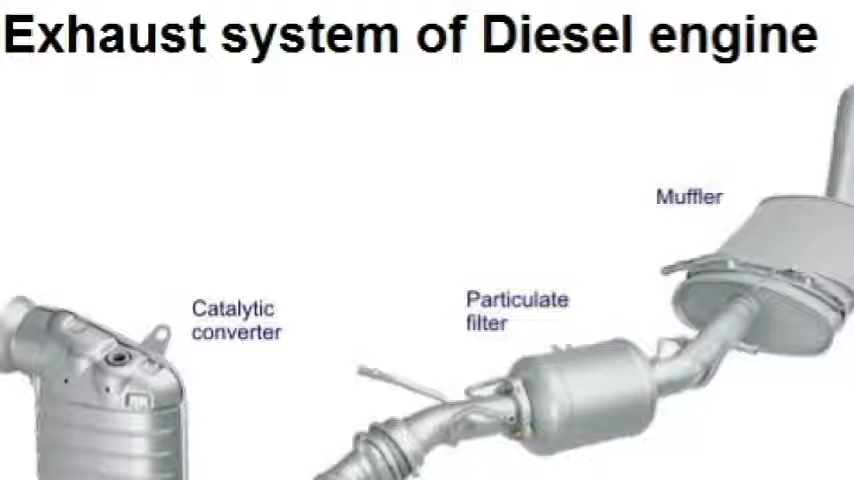 Exhaust system of Diesel engine
Muffler
Particulate
filter
Catalytic
converter